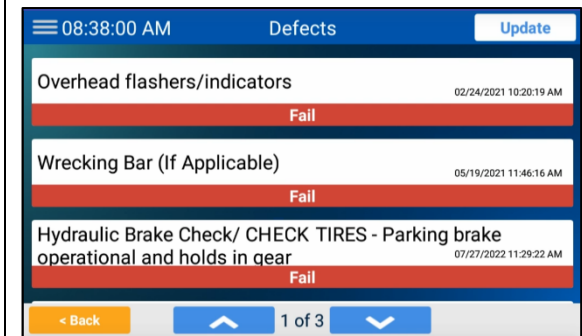 08:38:00 AM Defects Update
Overhead flashers/indicators
02/24/2021 10:20:19 AM
Fail
Wrecking Bar (If Applicable)
05/19/2021 11:46:16 AM
Fail
Hydraulic Brake Check/ CHECK TIRES - Parking brake
operational and holds in gear 07/27/2022 11:29:22 AM
Fail
< Back 1 of 3